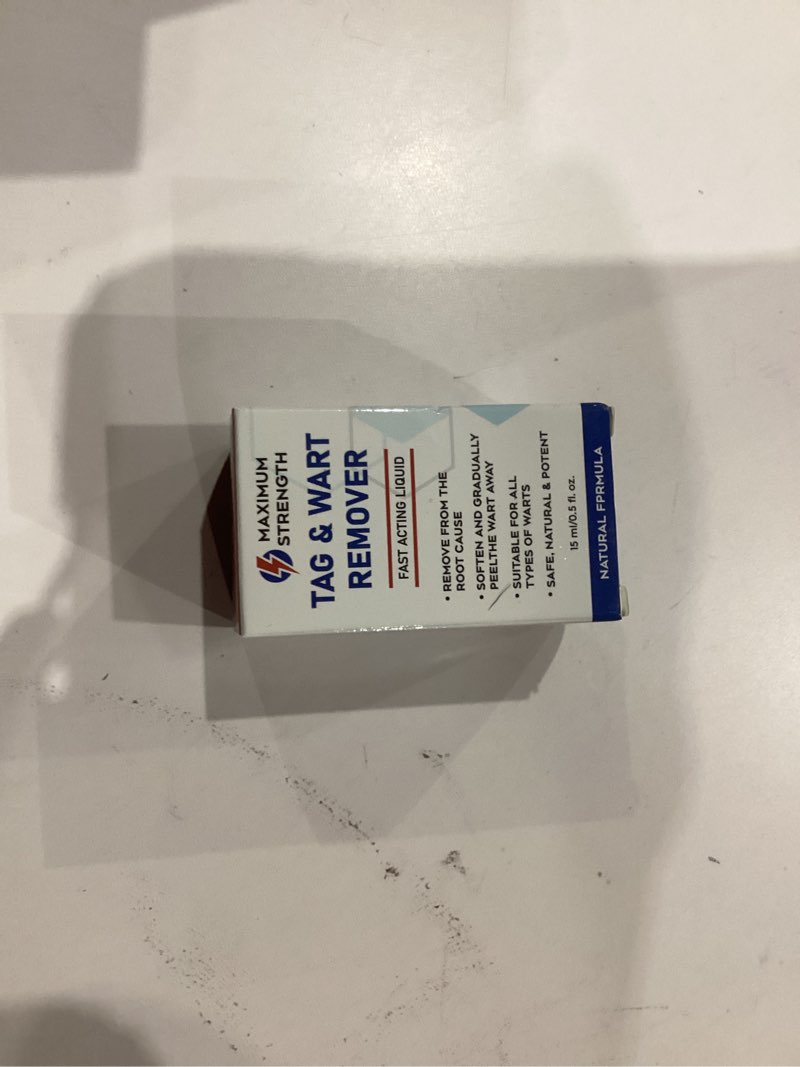 MAXIMUM
STRENGTH
TAG & WART
REMOVER
FAST ACTING LIQUID
• REMOVE FROM THE
ROOT CAUSE
• SOFTEN AND GRADUALLY
PEELTHE WART AWAY
• SUITABLE FOR ALL
TYPES OF WARTS
• SAFE, NATURAL & POTENT
15 ml/0.5 fl. oz.
NATURAL FPRMULA